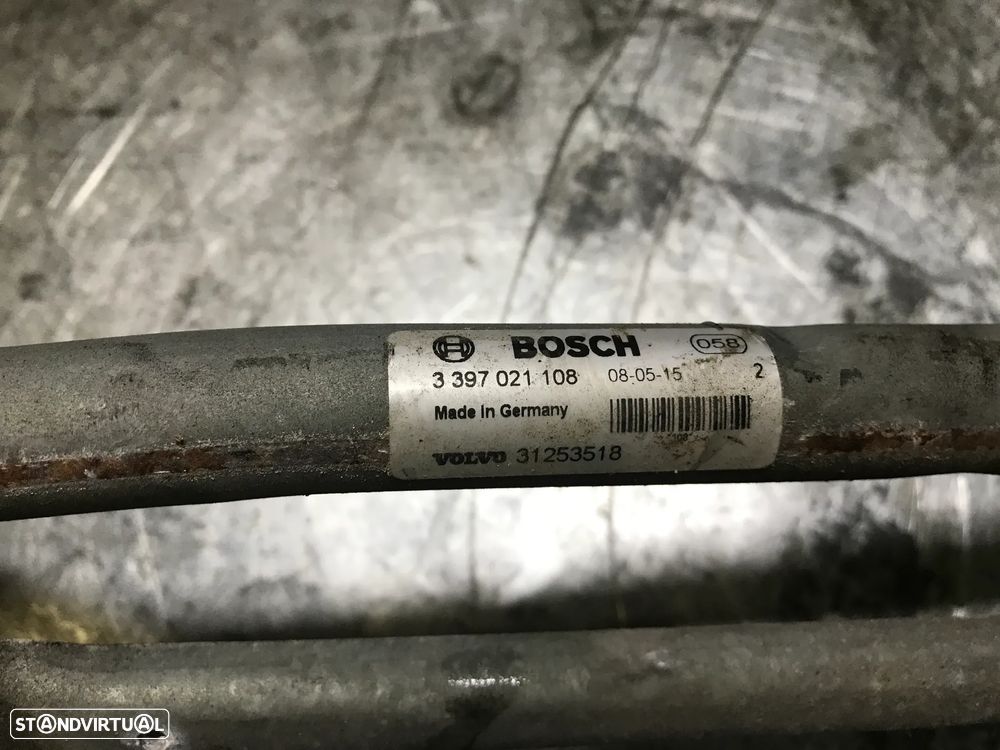 BOSCH 058
3 397 021 108 08-05-15 2
Made in Germany
VOLVO 31253518
STANDVIRTUAL